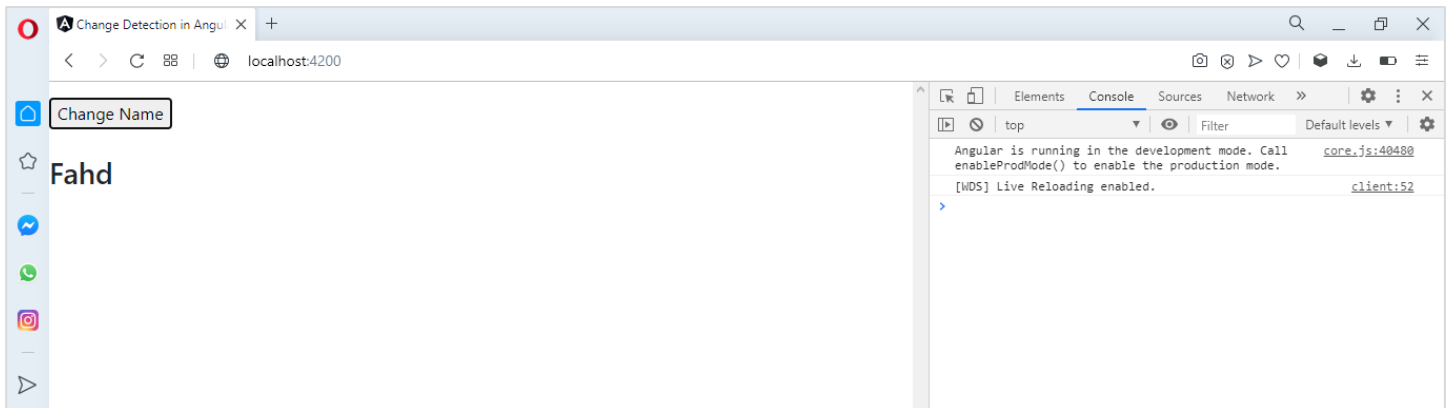 Change Detection in Angul
localhost:4200
Change Name
Fahd
Elements Console Sources Network »
top Filter Default levels ▼
Angular is running in the development mode. Call core.js:40480
enableProdMode() to enable the production mode.
[WDS] Live Reloading enabled. client:52
>